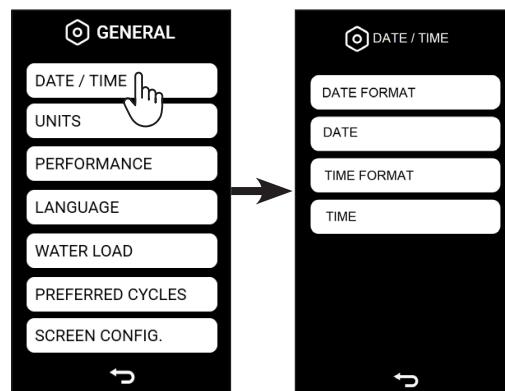 GENERAL
DATE / TIME
UNITS
PERFORMANCE
LANGUAGE
WATER LOAD
PREFERRED CYCLES
SCREEN CONFIG.
DATE / TIME
DATE FORMAT
DATE
TIME FORMAT
TIME